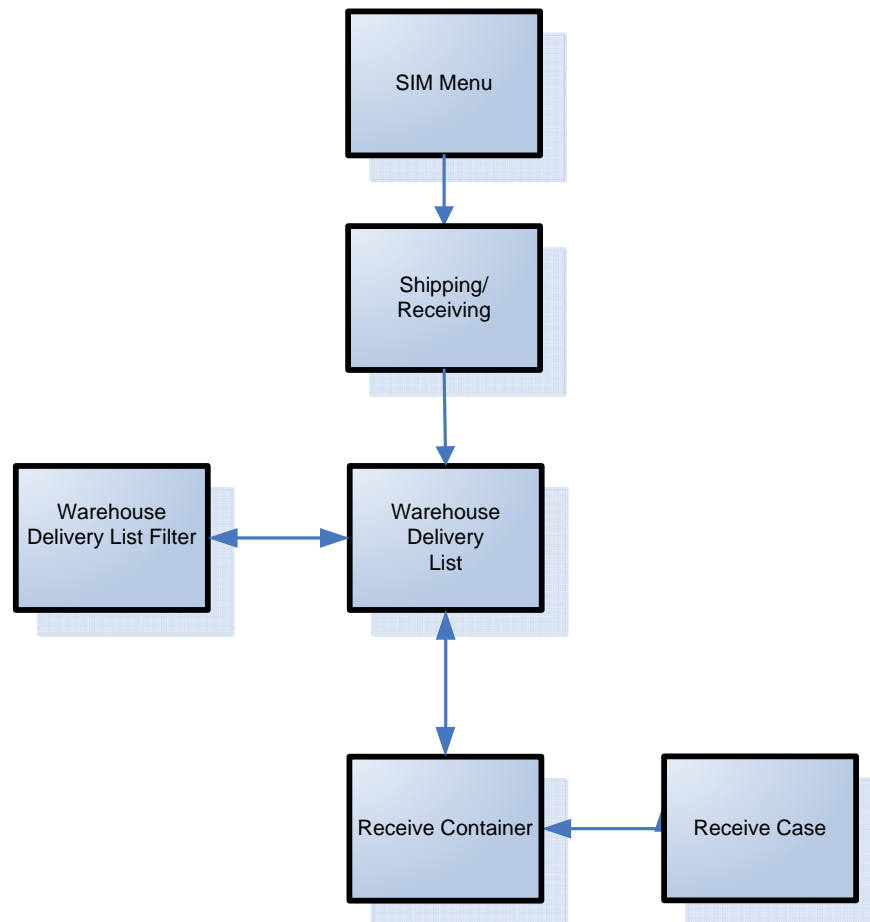 SIM Menu
Shipping/
Receiving
Warehouse
Delivery List Filter
Warehouse
Delivery
List
Receive Container
Receive Case